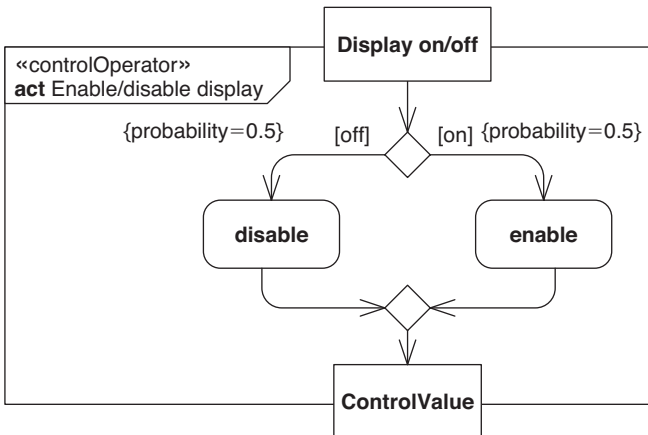 Display on/off
«controlOperator»
act Enable/disable display
{probability=0.5}
[off]
[on]
{probability=0.5}
disable
enable
ControlValue